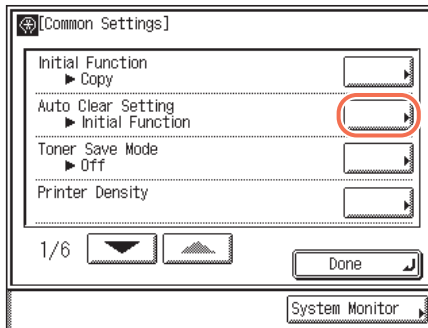 [Common Settings]
Initial Function
▶ Copy
Auto Clear Setting
▶ Initial Function
Toner Save Mode
▶ Off
Printer Density
1/6
Done
System Monitor